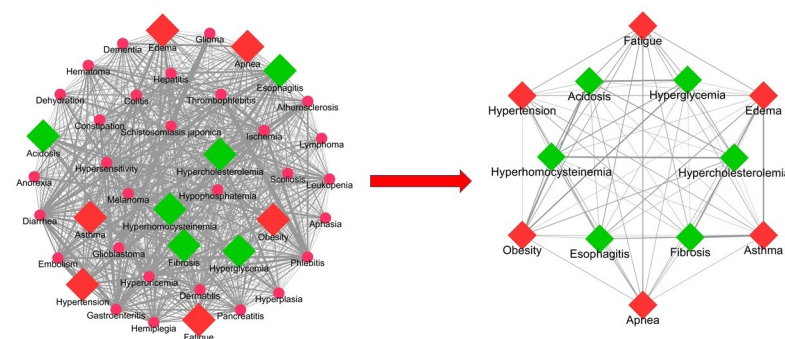 Glioma
Dementia
Edema
Apnea
Hematoma
Hepatitis
Esophagitis
Dehydration
Colitis
Thrombophlebitis
Atherosclerosis
Constipation
Schistosomiasis japonica
Ischemia
Lymphoma
Acidosis
Hypersensitivity
Hypercholesterolemia
Anorexia
Scoliosis
Leukopenia
Melanoma
Hypophosphatemia
Diarrhea
Asthma
Hyperhomocysteinemia
Obesity
Aphasia
Embolism
Glioblastoma
Fibrosis
Hyperglycemia
Phlebitis
Hypertension
Hyperuricemia
Dermatitis
Hyperplasia
Gastroenteritis
Pancreatitis
Hemiplegia
Fatigue
Fatigue
Acidosis
Hyperglycemia
Hypertension
Edema
Hyperhomocysteinemia
Hypercholesterolemia
Obesity
Esophagitis
Fibrosis
Asthma
Apnea